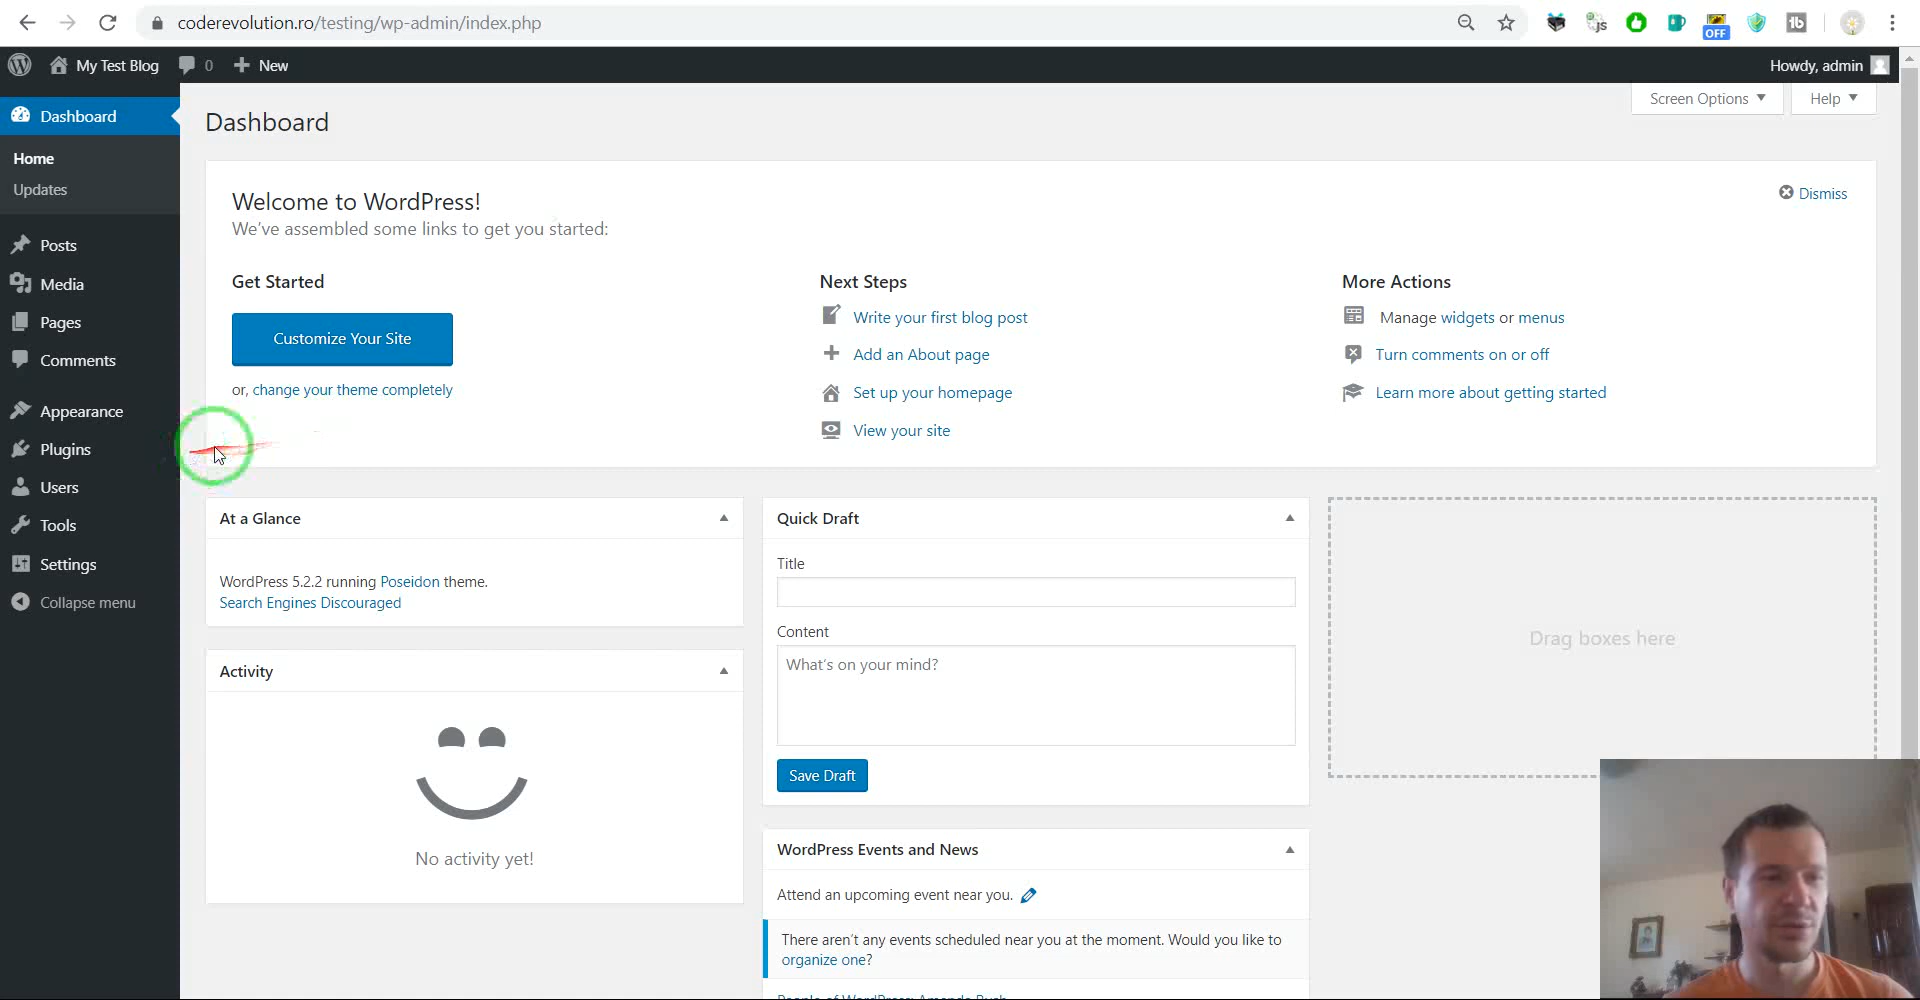 coderevolution.ro/testing/wp-admin/index.php
OFF
My Test Blog 0 New
Howdy, admin
Screen Options
Help
Dashboard
Home
Updates
Posts
Media
Pages
Comments
Appearance
Plugins
Users
Tools
Settings
Collapse menu
Dashboard
Welcome to WordPress!
We've assembled some links to get you started:
Dismiss
Get Started
Customize Your Site
or, change your theme completely
Next Steps
Write your first blog post
Add an About page
Set up your homepage
View your site
More Actions
Manage widgets or menus
Turn comments on or off
Learn more about getting started
At a Glance
WordPress 5.2.2 running Poseidon theme.
Search Engines Discouraged
Activity
No activity yet!
Quick Draft
Title
Content
What's on your mind?
Save Draft
WordPress Events and News
Attend an upcoming event near you.
There aren't any events scheduled near you at the moment. Would you like to
organize one?
Drag boxes here